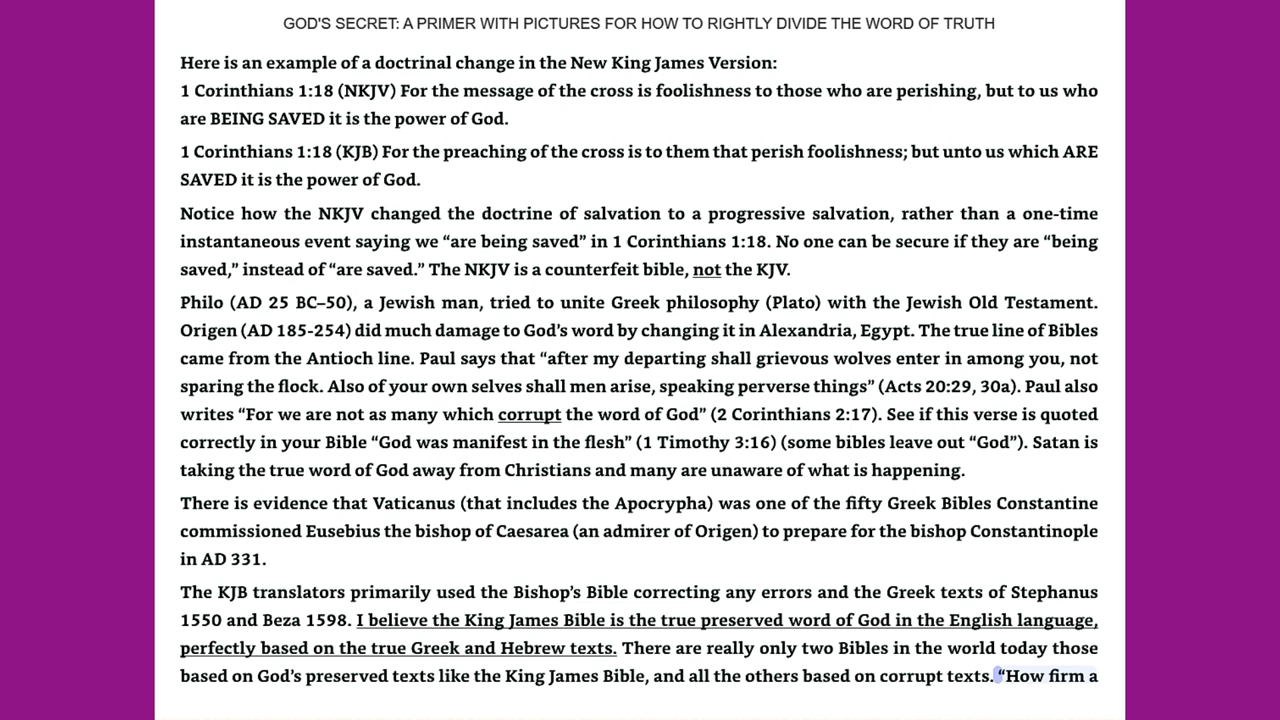 GOD'S SECRET: A PRIMER WITH PICTURES FOR HOW TO RIGHTLY DIVIDE THE WORD OF TRUTH
Here is an example of a doctrinal change in the New King James Version:
1 Corinthians 1:18 (NKJV) For the message of the cross is foolishness to those who are perishing, but to us who
are BEING SAVED it is the power of God.
1 Corinthians 1:18 (KJB) For the preaching of the cross is to them that perish foolishness; but unto us which ARE
SAVED it is the power of God.
Notice how the NKJV changed the doctrine of salvation to a progressive salvation, rather than a one-time
instantaneous event saying we “are being saved” in 1 Corinthians 1:18. No one can be secure if they are “being
saved,” instead of “are saved.” The NKJV is a counterfeit bible, not the KJV.
Philo (AD 25 BC–50), a Jewish man, tried to unite Greek philosophy (Plato) with the Jewish Old Testament.
Origen (AD 185-254) did much damage to God’s word by changing it in Alexandria, Egypt. The true line of Bibles
came from the Antioch line. Paul says that “after my departing shall grievous wolves enter in among you, not
sparing the flock. Also of your own selves shall men arise, speaking perverse things” (Acts 20:29, 30a). Paul also
writes “For we are not as many which corrupt the word of God” (2 Corinthians 2:17). See if this verse is quoted
correctly in your Bible “God was manifest in the flesh” (1 Timothy 3:16) (some bibles leave out “God”). Satan is
taking the true word of God away from Christians and many are unaware of what is happening.
There is evidence that Vaticanus (that includes the Apocrypha) was one of the fifty Greek Bibles Constantine
commissioned Eusebius the bishop of Caesarea (an admirer of Origen) to prepare for the bishop Constantinople
in AD 331.
The KJB translators primarily used the Bishop’s Bible correcting any errors and the Greek texts of Stephanus
1550 and Beza 1598. I believe the King James Bible is the true preserved word of God in the English language,
perfectly based on the true Greek and Hebrew texts. There are really only two Bibles in the world today those
based on God’s preserved texts like the King James Bible, and all the others based on corrupt texts. “How firm a